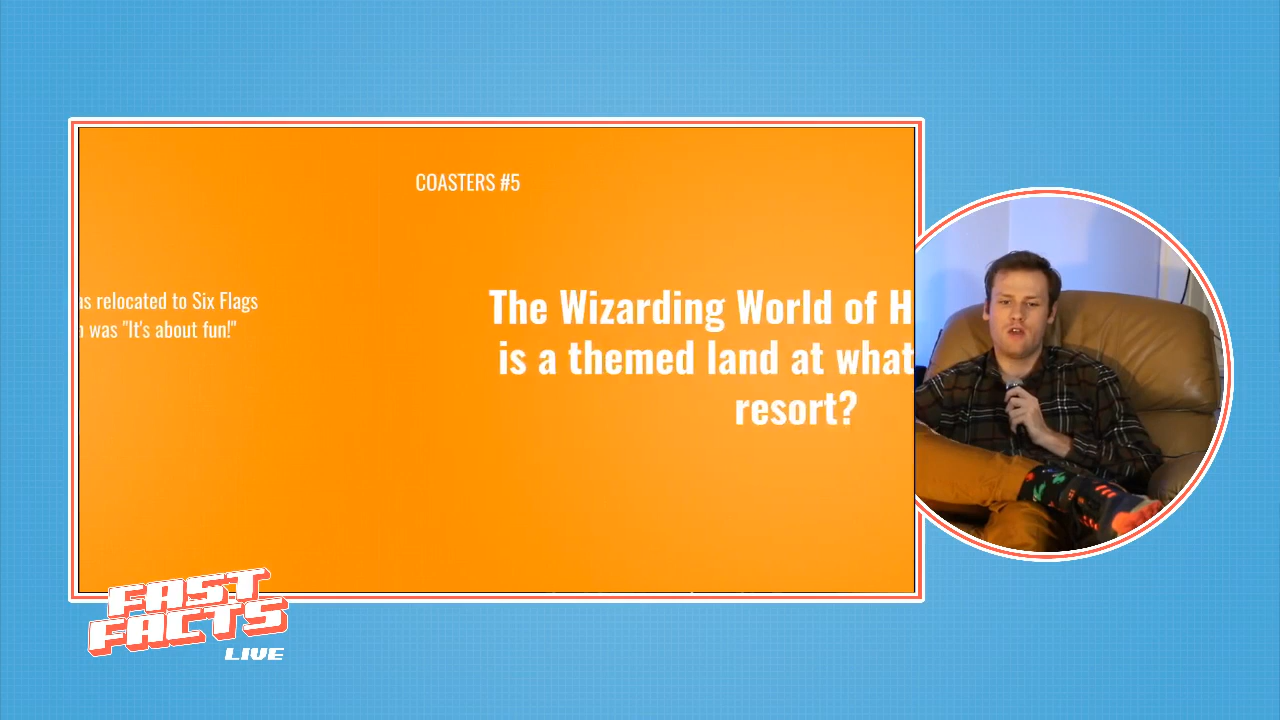 COASTERS #5
relocated to Six Flags
was "It's about fun!"
The Wizarding World of
is a themed land at what
resort?
FAST
FACTS
LIVE